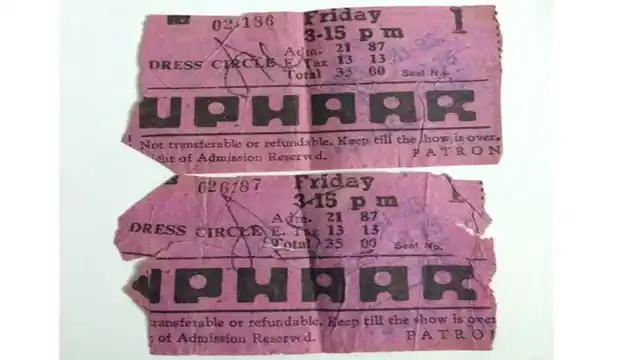 02186 Friday 1
3-15 p m
Adm. 21 87
DRESS CIRCLE E. Tax 13 13
Total 35 00 Seat No.
UPHAAR
Not transferable or refundable. Keep till the show is over.
of Admission Reserved. PATRON
02687 Friday
3-15 p m
Adm. 21 87
DRESS CIRCLE E. Tax 13 13
Total 35 00 Seat No.
UPHAAR
transferable or refundable. Keep till the show is over
of Admission Reserved. PATRON